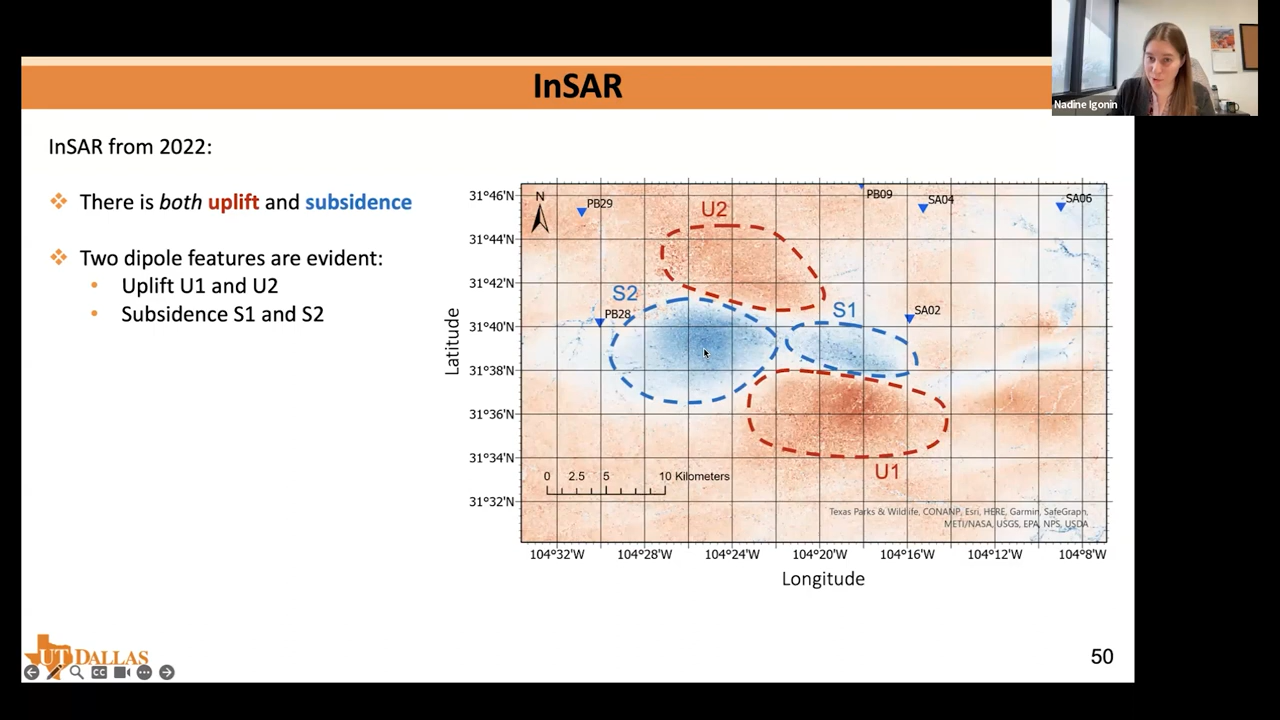 Nadine Igonin
InSAR
InSAR from 2022:
There is both uplift and subsidence
Two dipole features are evident:
Uplift U1 and U2
Subsidence S1 and S2
Latitude
31°46'N
31°44'N
31°42'N
31°40'N
31°38'N
31°36'N
31°34'N
31°32'N
N
PB29
U2
PB09
SA04
SA06
S2
PB28
S1
SA02
U1
0 2.5 5 10 Kilometers
Texas Parks & Wildlife, CONANP, Esri, HERE, Garmin, SafeGraph,
METI/NASA, USGS, EPA, NPS, USDA
104°32'W 104°28'W 104°24'W 104°20'W 104°16'W 104°12'W 104°8'W
Longitude
UT DALLAS
CC
50